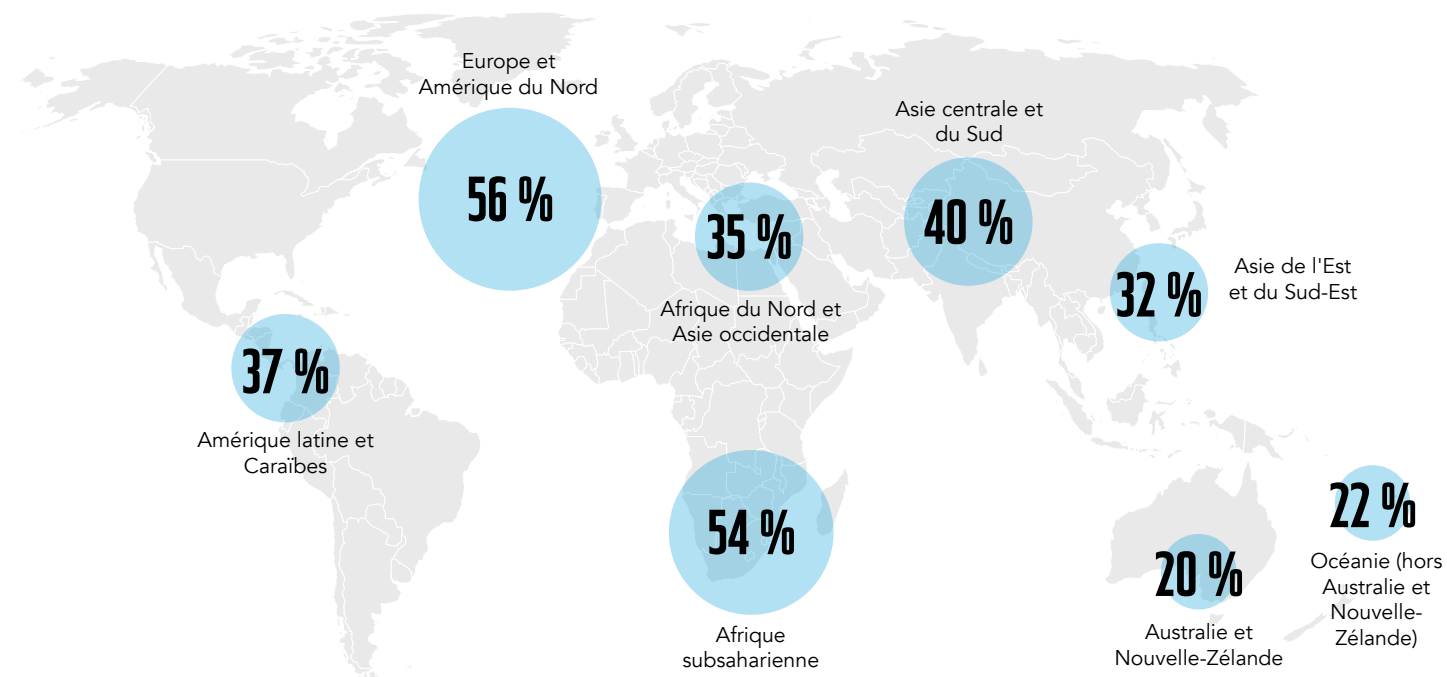 Europe et
Amérique du Nord
56 %
Asie centrale et
du Sud
40 %
35 %
Afrique du Nord et
Asie occidentale
32 %
Asie de l'Est
et du Sud-Est
37 %
Amérique latine et
Caraïbes
54 %
Afrique
subsaharienne
20 %
Australie et
Nouvelle-Zélande
22 %
Océanie (hors
Australie et
Nouvelle-
Zélande)